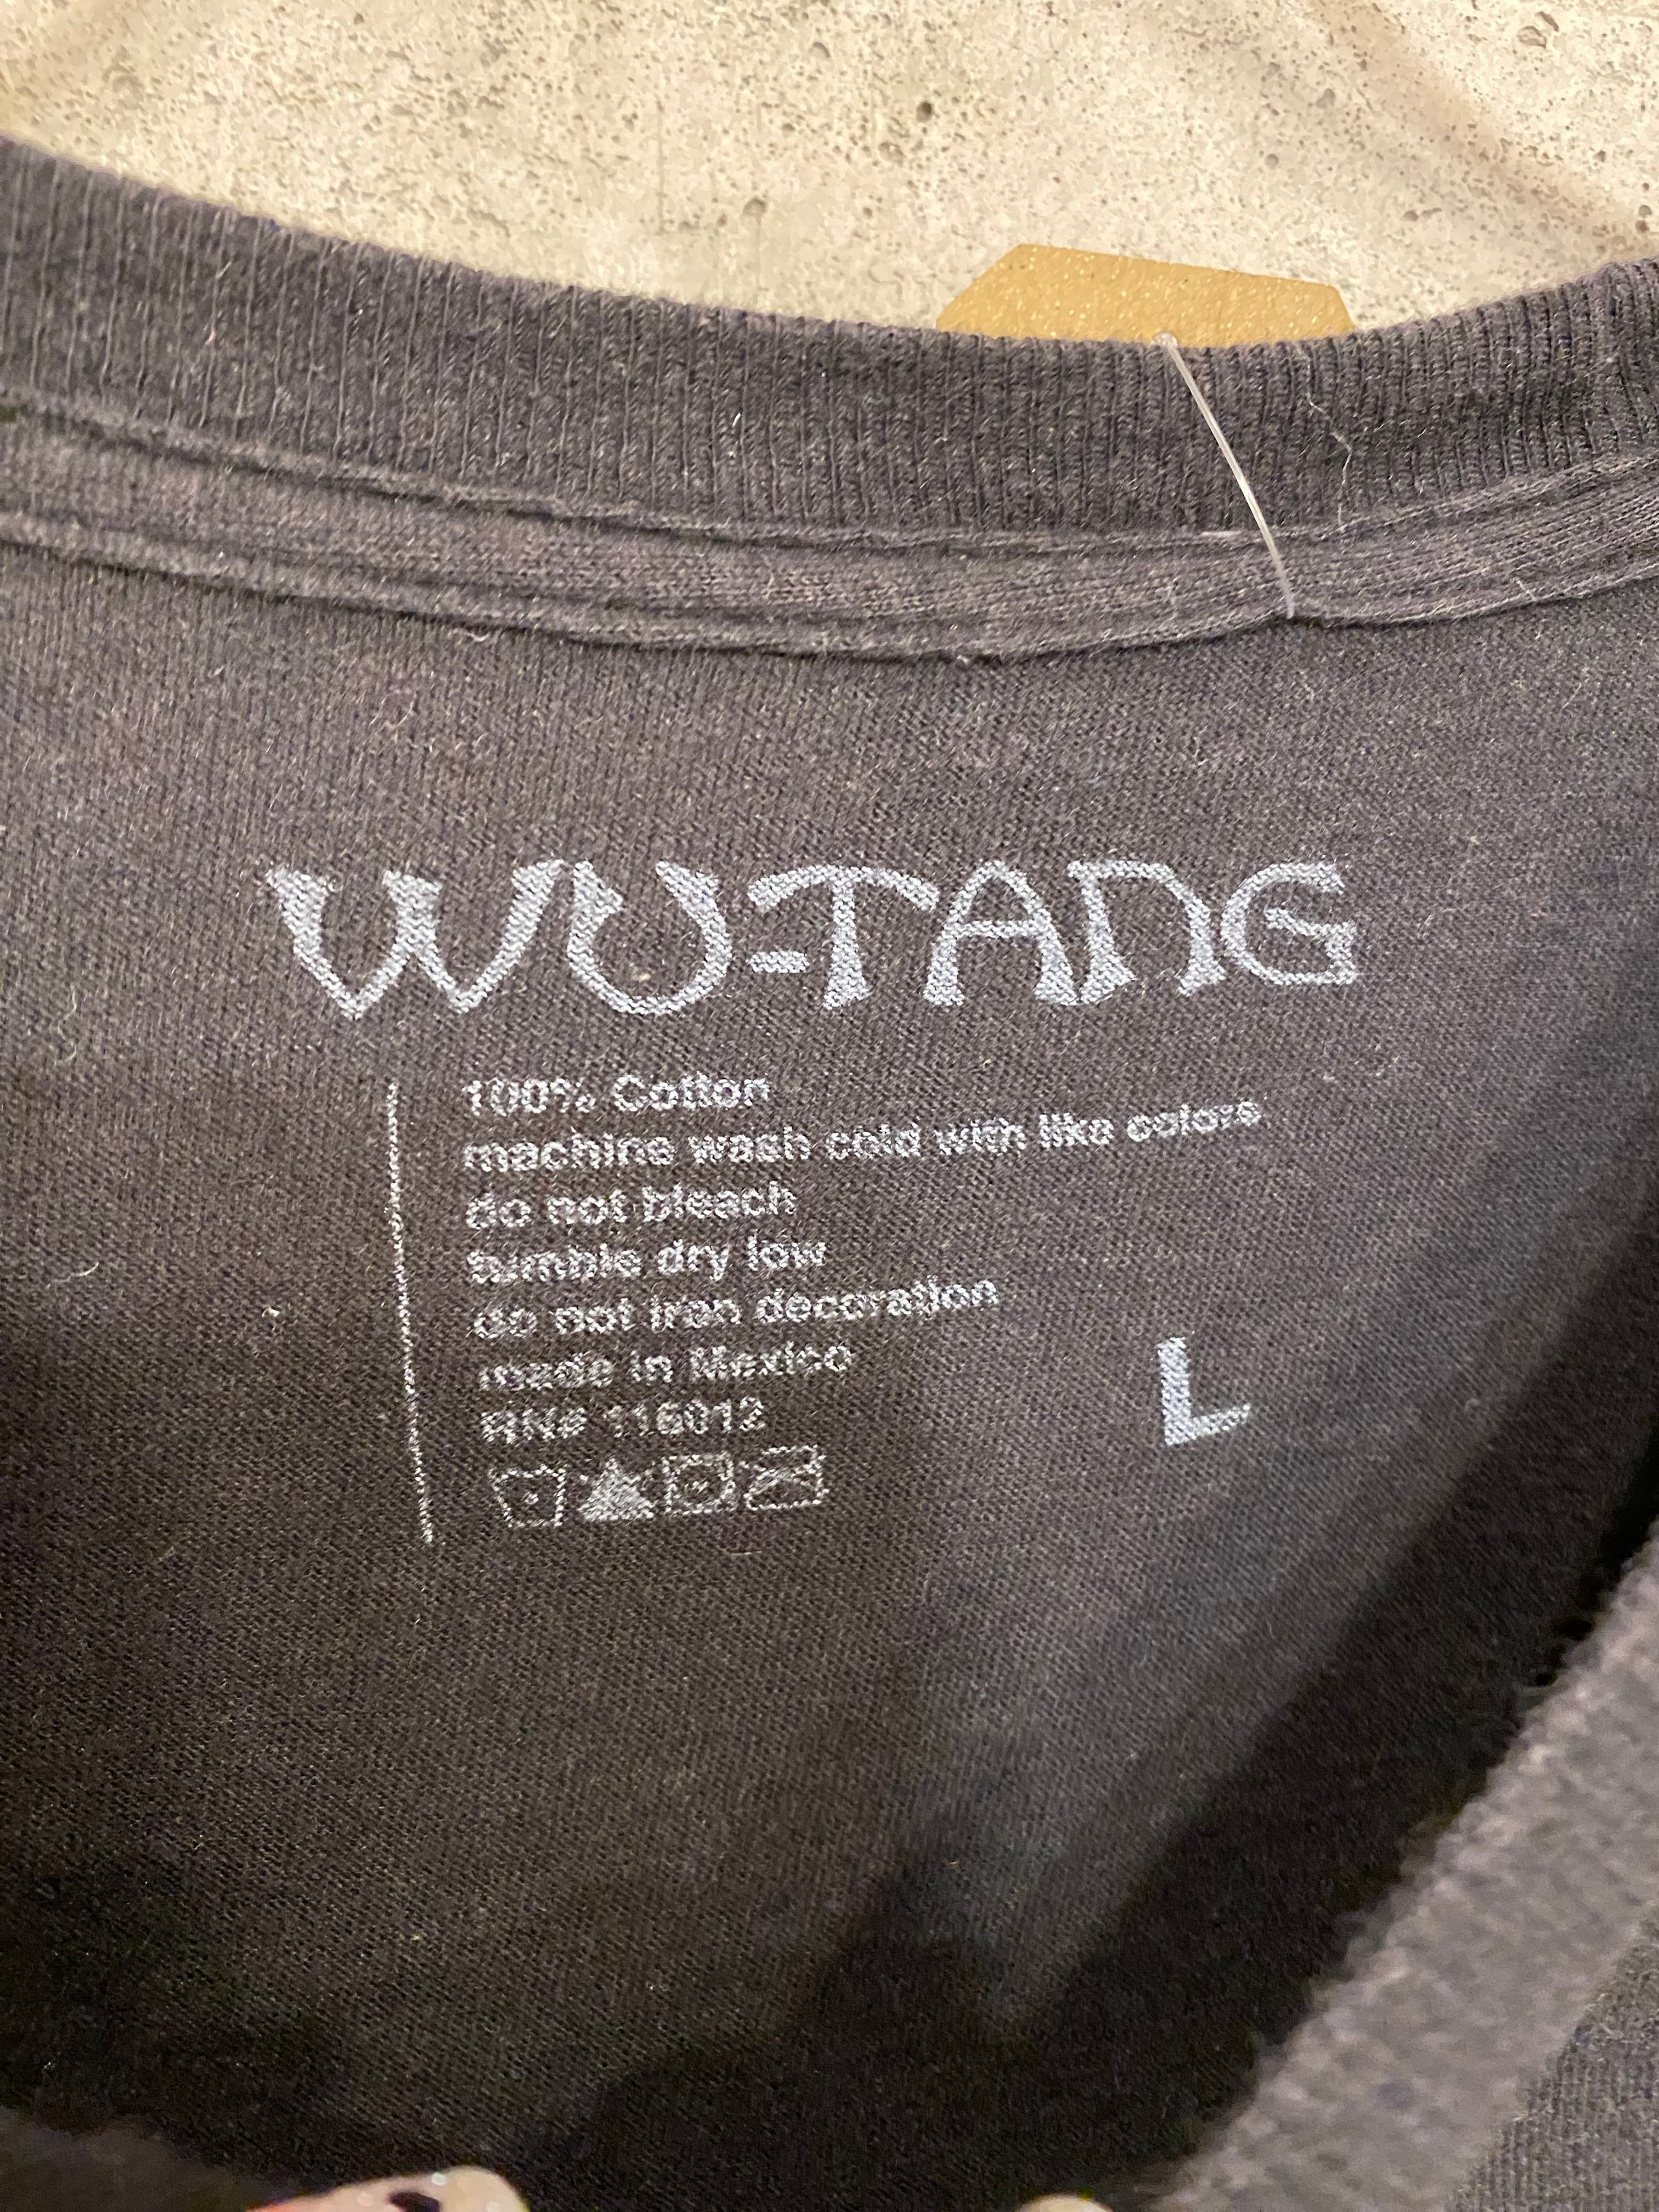 WU-TANG
100% Cotton
machine wash cold with like colors
do not bleach
tumble dry low
do not iron decoration
made in Mexico
RN# 116012
L